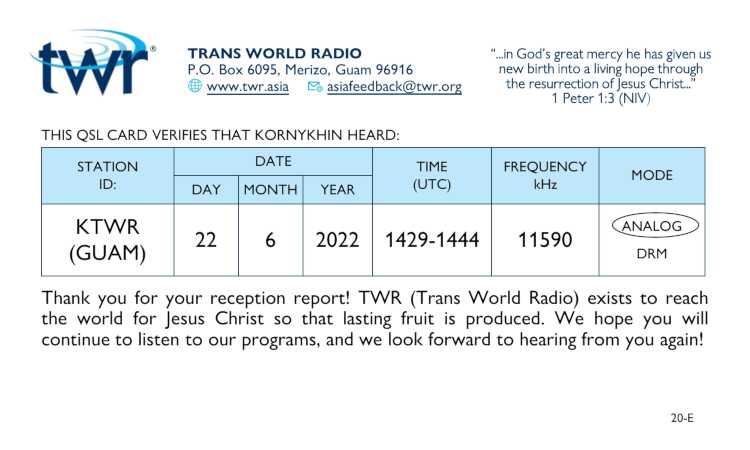 twr®
TRANS WORLD RADIO
P.O. Box 6095, Merizo, Guam 96916
www.twr.asia asiafeedback@twr.org
“...in God's great mercy he has given us
new birth into a living hope through
the resurrection of Jesus Christ...”
1 Peter 1:3 (NIV)
THIS QSL CARD VERIFIES THAT KORNYKHIN HEARD:
STATION
ID:
DATE
DAY MONTH YEAR
TIME
(UTC)
FREQUENCY
kHz
MODE
KTWR
(GUAM)
22 6 2022 1429-1444 11590
ANALOG
DRM
Thank you for your reception report! TWR (Trans World Radio) exists to reach
the world for Jesus Christ so that lasting fruit is produced. We hope you will
continue to listen to our programs, and we look forward to hearing from you again!
20-E